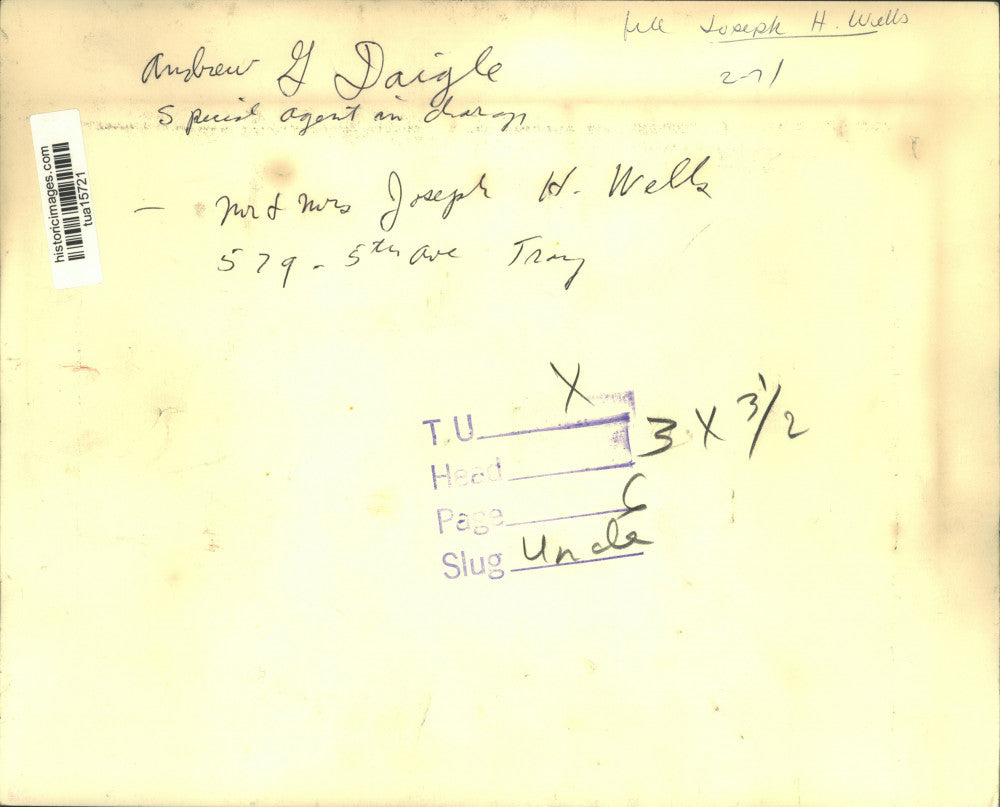 file Joseph H. Wells
2-71
Andrew G Daigle
Special agent in charge
historicimages.com
tua15721
— Mr & Mrs Joseph H. Wells
579 - 5th Ave Troy
X
T.U.
3 X 3 1/2
Head
Page C
Slug Uncle